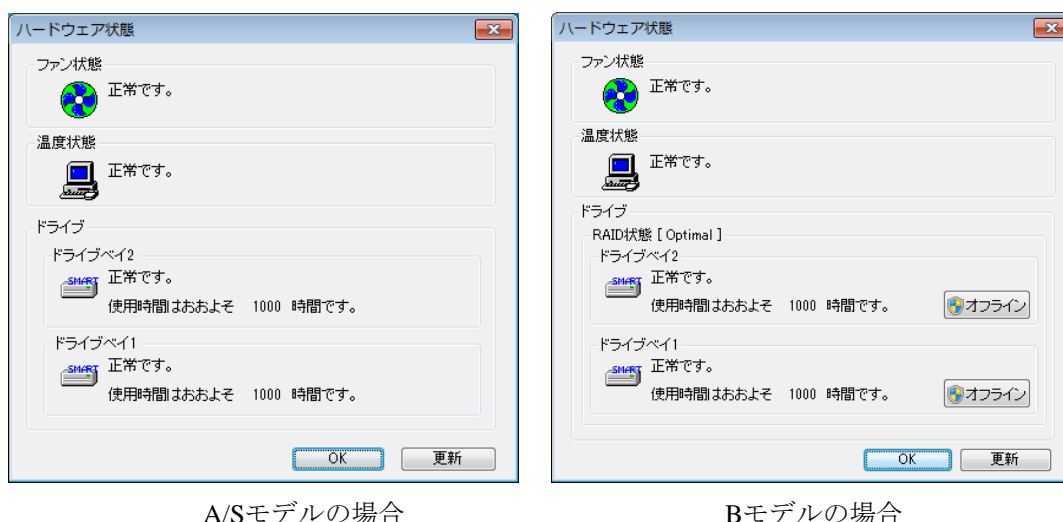 ハードウェア状態
ファン状態
正常です。
温度状態
正常です。
ドライブ
ドライブベイ2
SMART
正常です。
使用時間はおおよそ 1000 時間です。
ドライブベイ1
SMART
正常です。
使用時間はおおよそ 1000 時間です。
OK 更新
A/Sモデルの場合
ハードウェア状態
ファン状態
正常です。
温度状態
正常です。
ドライブ
RAID状態 [ Optimal ]
ドライブベイ2
SMART
正常です。
使用時間はおおよそ 1000 時間です。 オフライン
ドライブベイ1
SMART
正常です。
使用時間はおおよそ 1000 時間です。 オフライン
OK 更新
Bモデルの場合